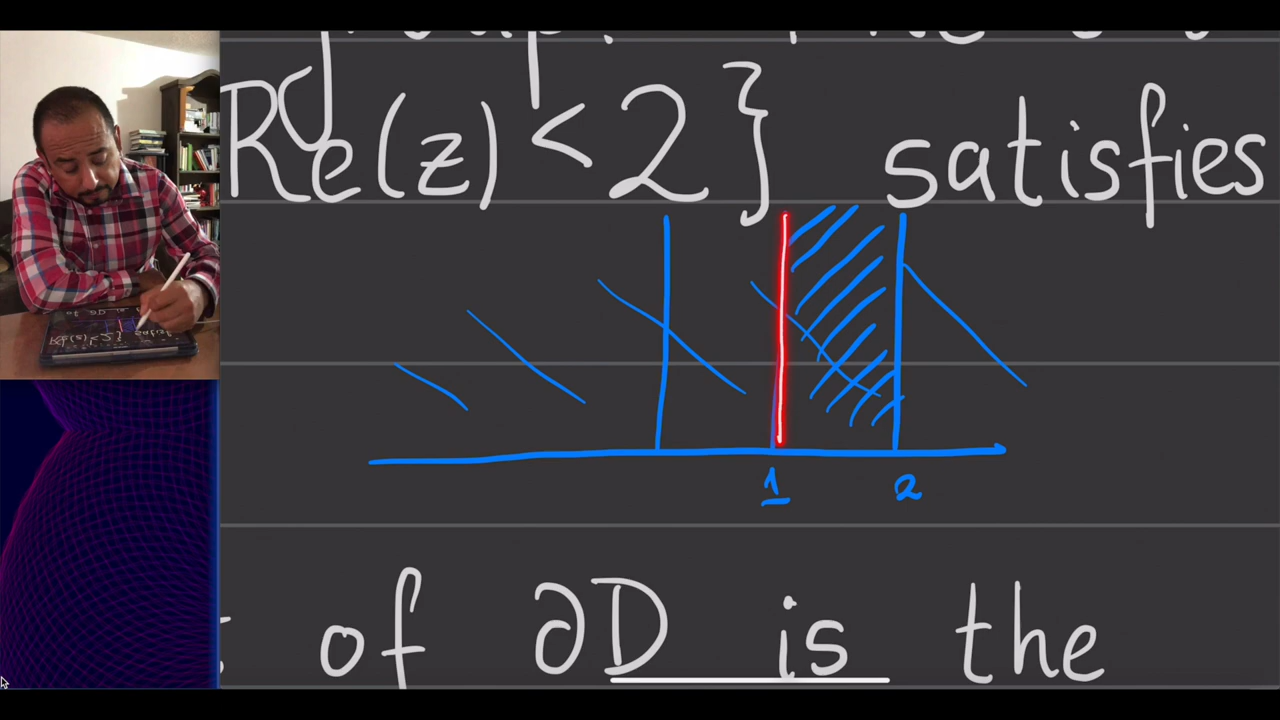 Re(z) < 2} satisfies
1 2
of ∂D is the